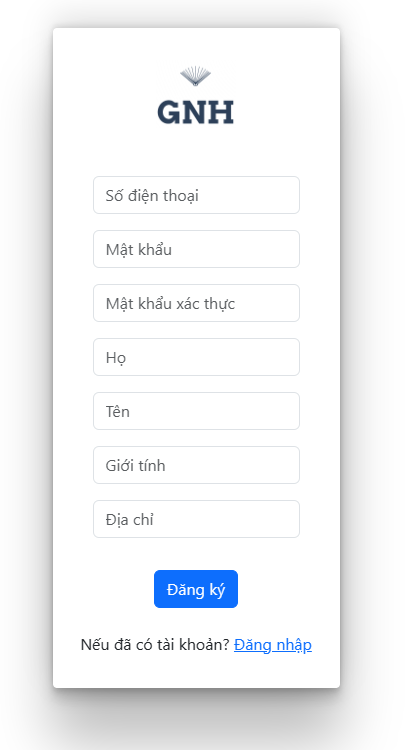 GNH
Số điện thoại
Mật khẩu
Mật khẩu xác thực
Họ
Tên
Giới tính
Địa chỉ
Đăng ký
Nếu đã có tài khoản? Đăng nhập